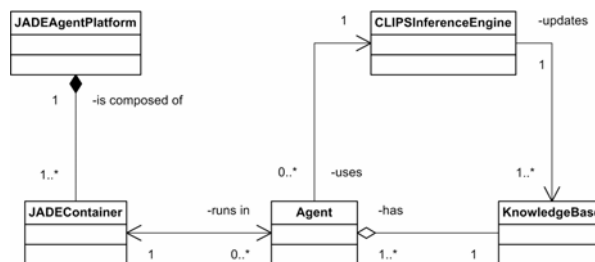 JADEAgentPlatform
CLIPSInferenceEngine
1
-updates
1
1
-is composed of
1..*
0..*
-uses
1..*
JADEContainer
-runs in
Agent
-has
KnowledgeBase
1
0..*
1..*
1